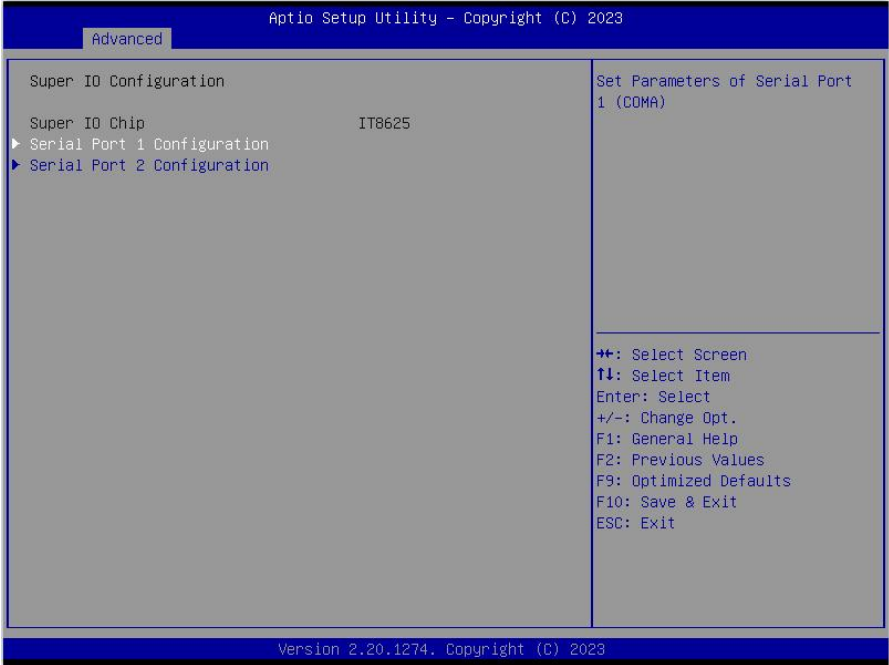 Aptio Setup Utility – Copyright (C) 2023
Advanced
Super IO Configuration
Super IO Chip IT8625
Serial Port 1 Configuration
Serial Port 2 Configuration
Set Parameters of Serial Port
1 (COMA)
→←: Select Screen
↑↓: Select Item
Enter: Select
+/-: Change Opt.
F1: General Help
F2: Previous Values
F9: Optimized Defaults
F10: Save & Exit
ESC: Exit
Version 2.20.1274. Copyright (C) 2023